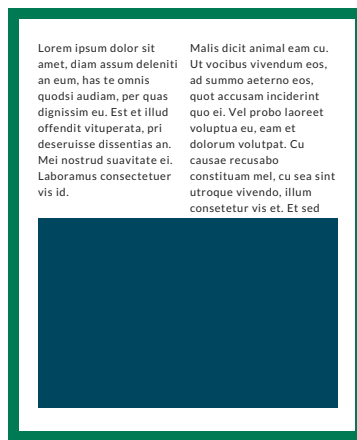 Lorem ipsum dolor sit
amet, diam assum deleniti
an eum, has te omnis
quodsi audiam, per quas
dignissim eu. Est et illud
offendit vituperata, pri
deseruisse dissentias an.
Mei nostrud suavitate ei.
Laboramus consectetuer
vis id.
Malis dicit animal eam cu.
Ut vocibus vivendum eos,
ad summo aeterno eos,
quot accusam inciderint
quo ei. Vel probo laoreet
voluptua eu, eam et
dolorum volutpat. Cu
causae recusabo
constituam mel, cu sea sint
utroque vivendo, illum
consetetur vis et. Et sed